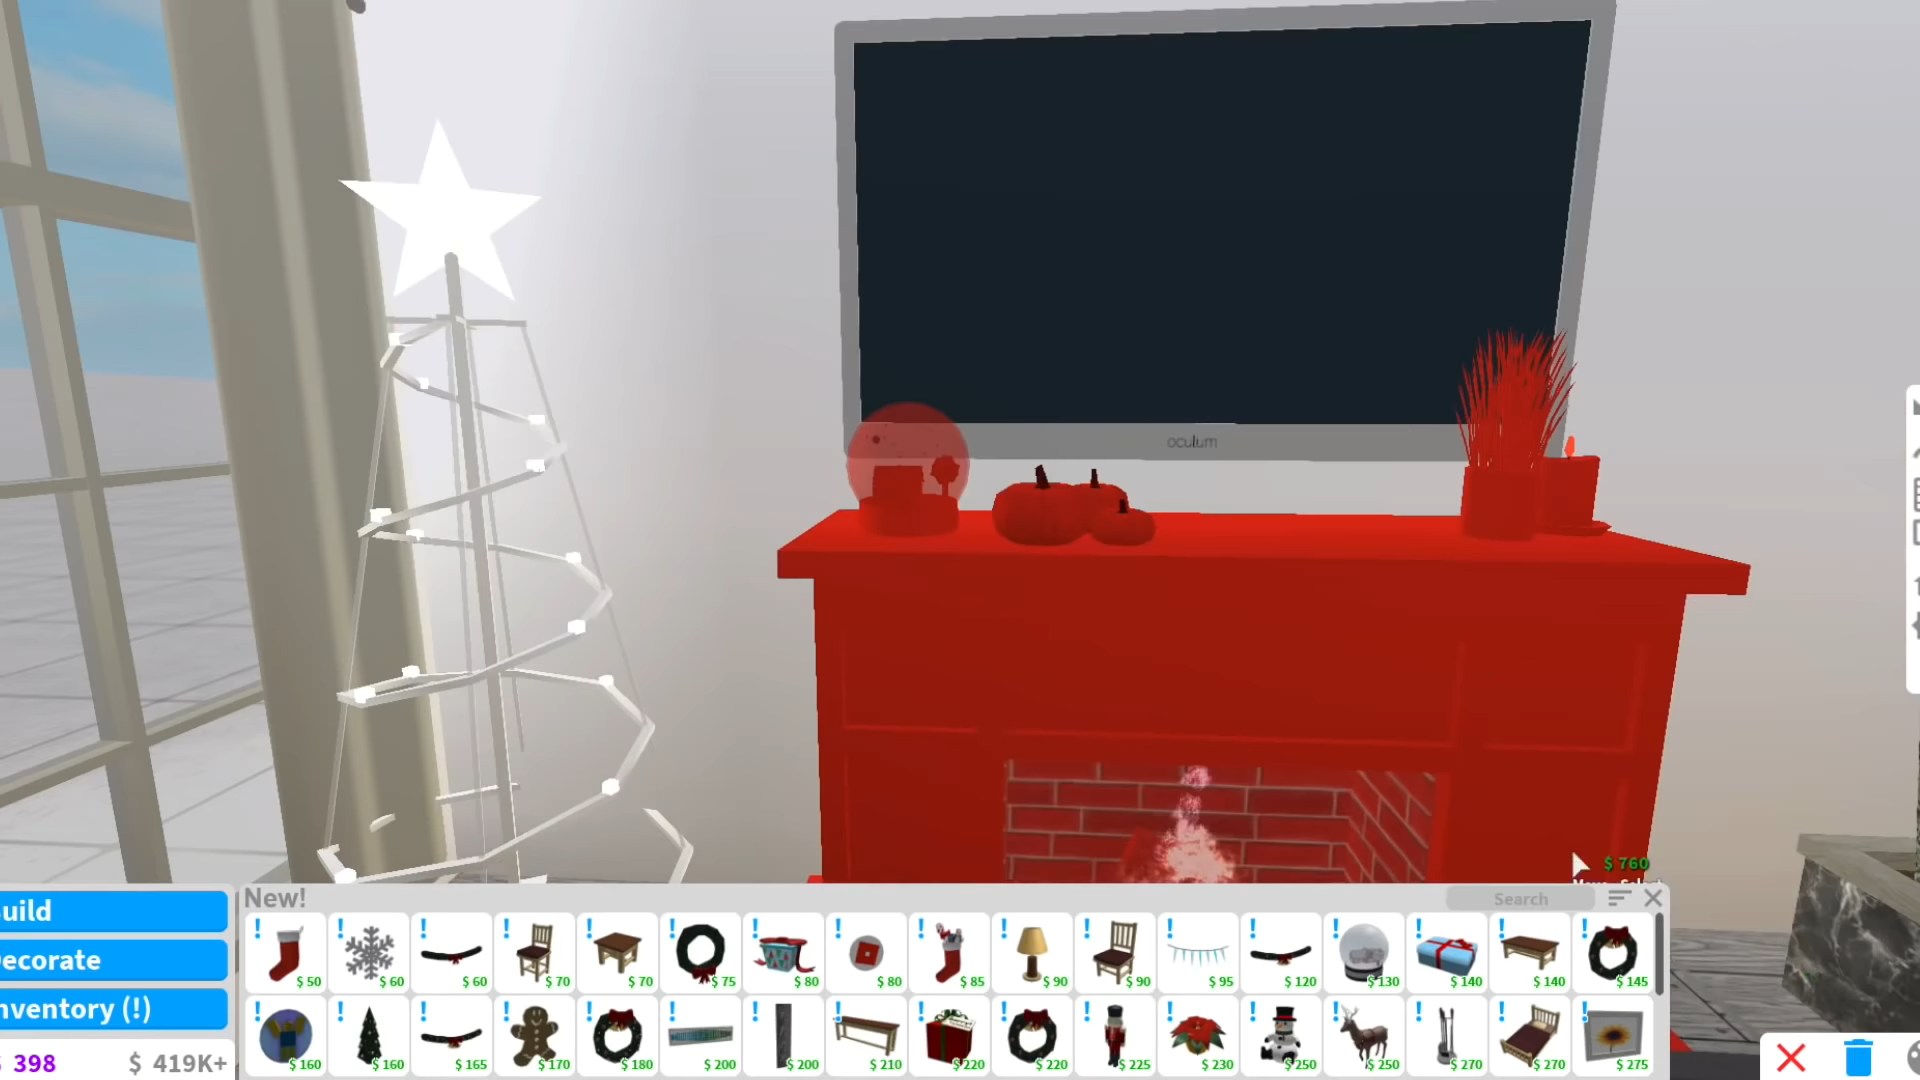 oculum
$ 760
New!
Search
uild
ecorate
nventory (!)
$ 398
$ 419K+
! $ 50
! $ 60
! $ 60
! $ 70
! $ 70
! $ 75
! $ 80
! $ 80
! $ 85
! $ 90
! $ 90
! $ 95
! $ 120
! $ 130
! $ 140
! $ 140
! $ 145
! $ 160
! $ 160
! $ 165
! $ 170
! $ 180
! $ 200
! $ 200
! $ 210
! $ 220
! $ 220
! $ 225
! $ 230
! $ 250
! $ 250
! $ 270
! $ 270
! $ 275